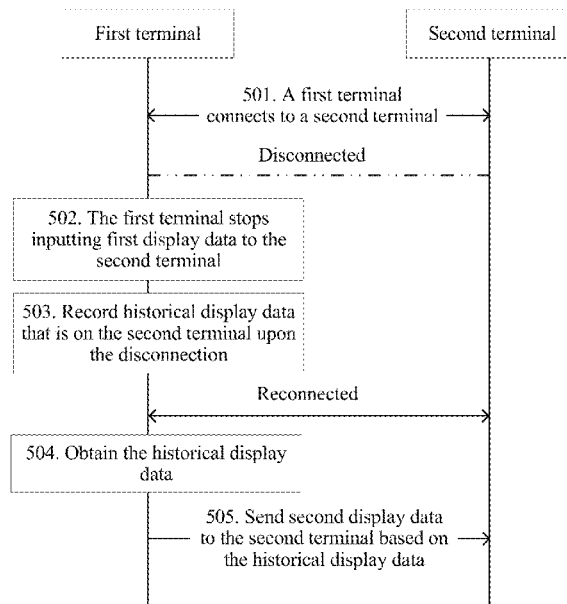 First terminal
Second terminal
501. A first terminal
connects to a second terminal
Disconnected
502. The first terminal stops
inputting first display data to the
second terminal
503. Record historical display data
that is on the second terminal upon
the disconnection
Reconnected
504. Obtain the historical display
data
505. Send second display data
to the second terminal based on
the historical display data